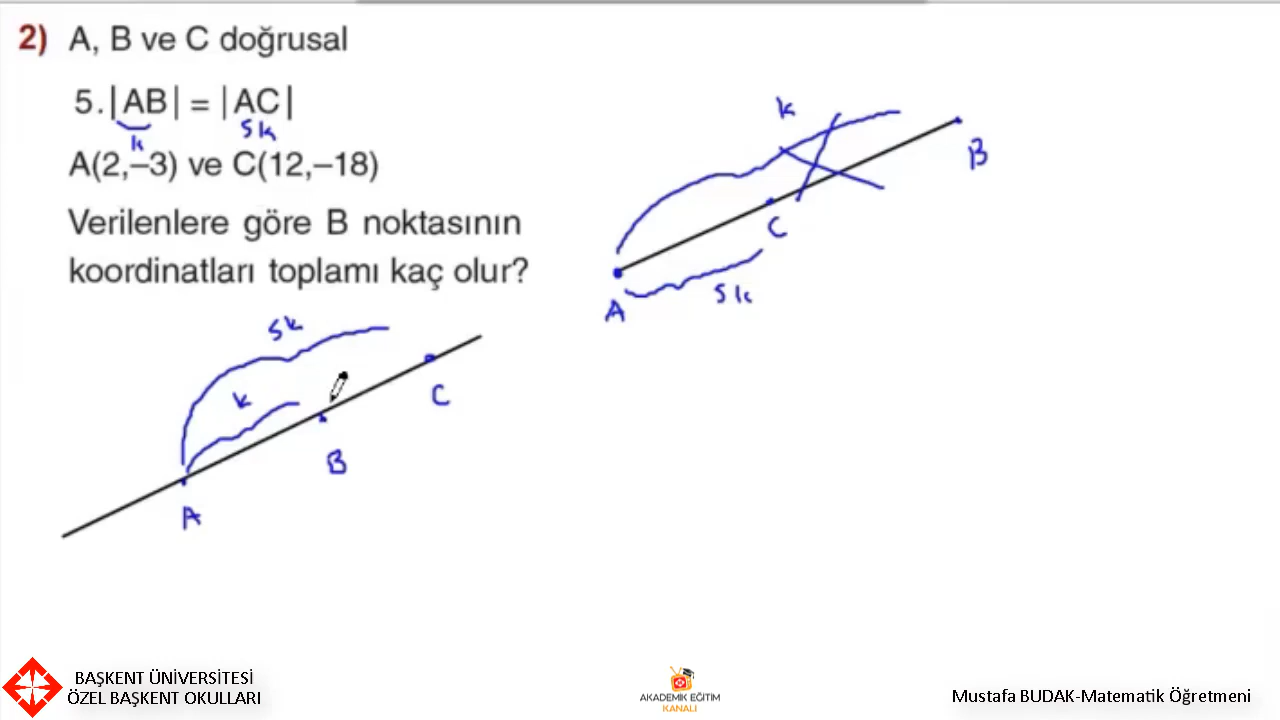 2) A, B ve C doğrusal
5.|AB| = |AC|
k 5k
A(2,–3) ve C(12,–18)
Verilenlere göre B noktasının
koordinatları toplamı kaç olur?
k
B
C
A
5k
5k
k
C
B
A
BAŞKENT ÜNİVERSİTESİ
ÖZEL BAŞKENT OKULLARI
AKADEMİK EĞİTİM
KANALI
Mustafa BUDAK-Matematik Öğretmeni